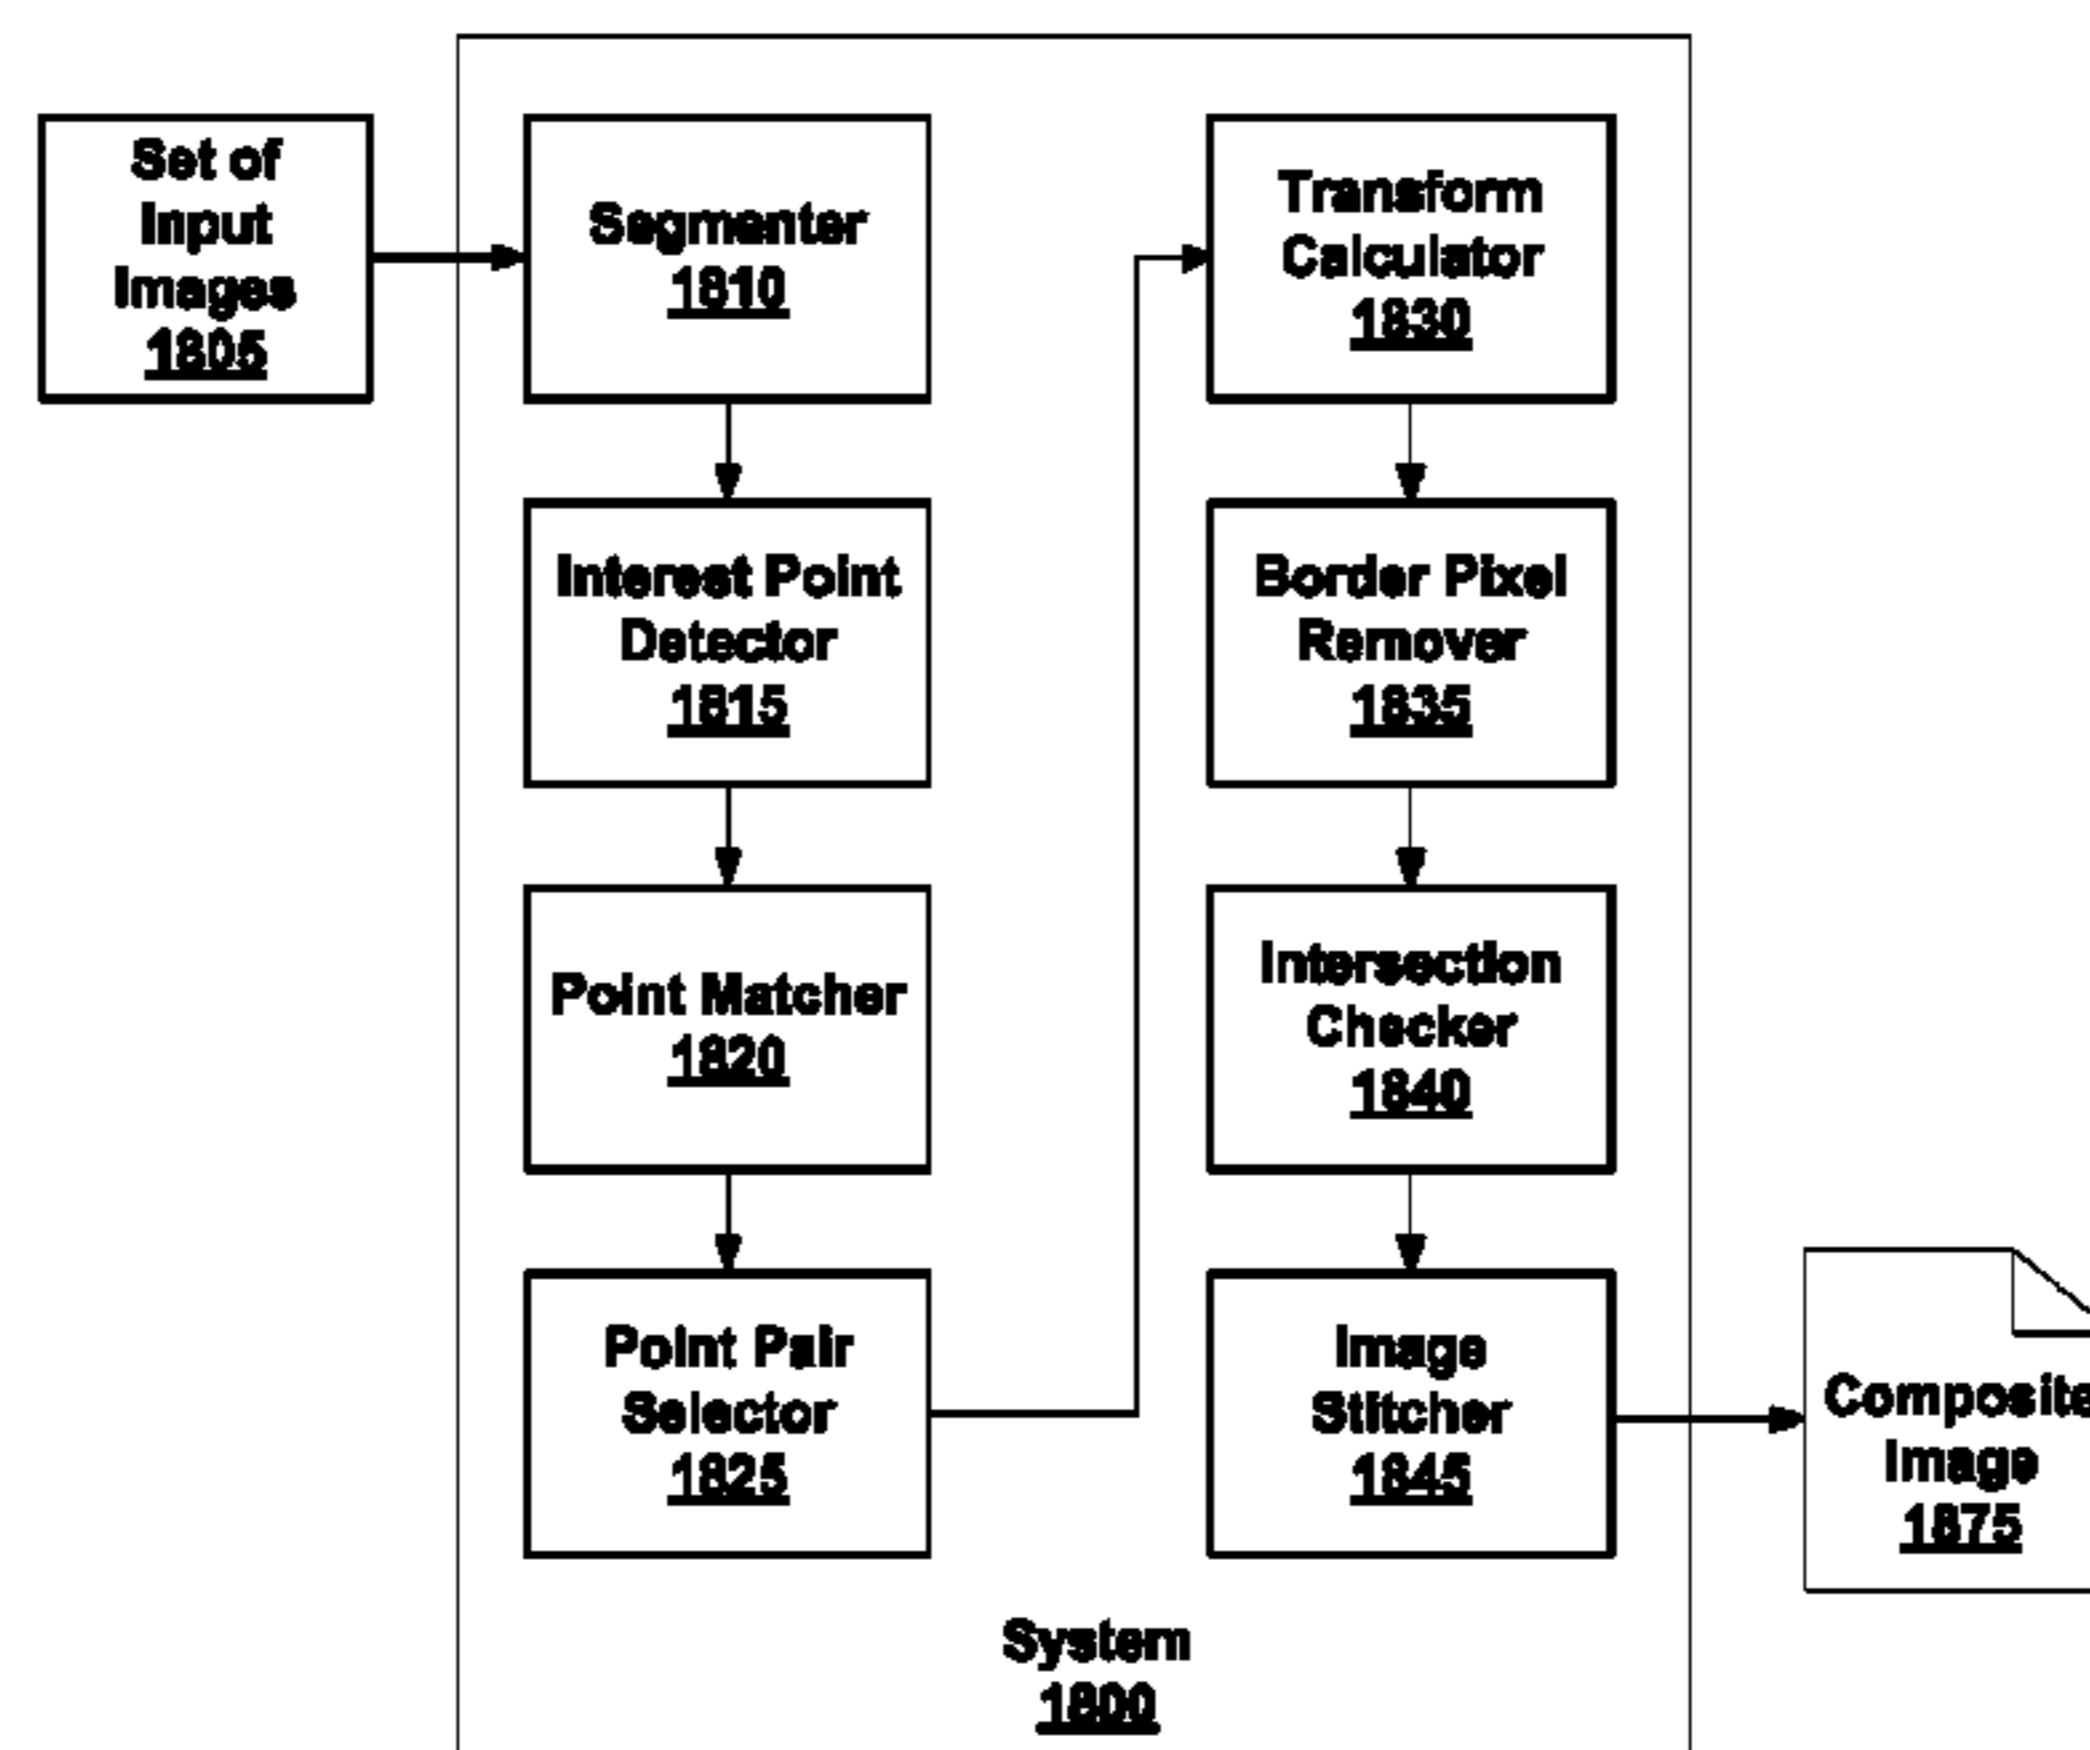 Set of
Input
Images
1805
Segmenter
1810
Interest Point
Detector
1815
Point Matcher
1820
Point Pair
Selector
1825
Transform
Calculator
1830
Border Pixel
Remover
1835
Intersection
Checker
1840
Image
Stitcher
1845
Composite
Image
1875
System
1800